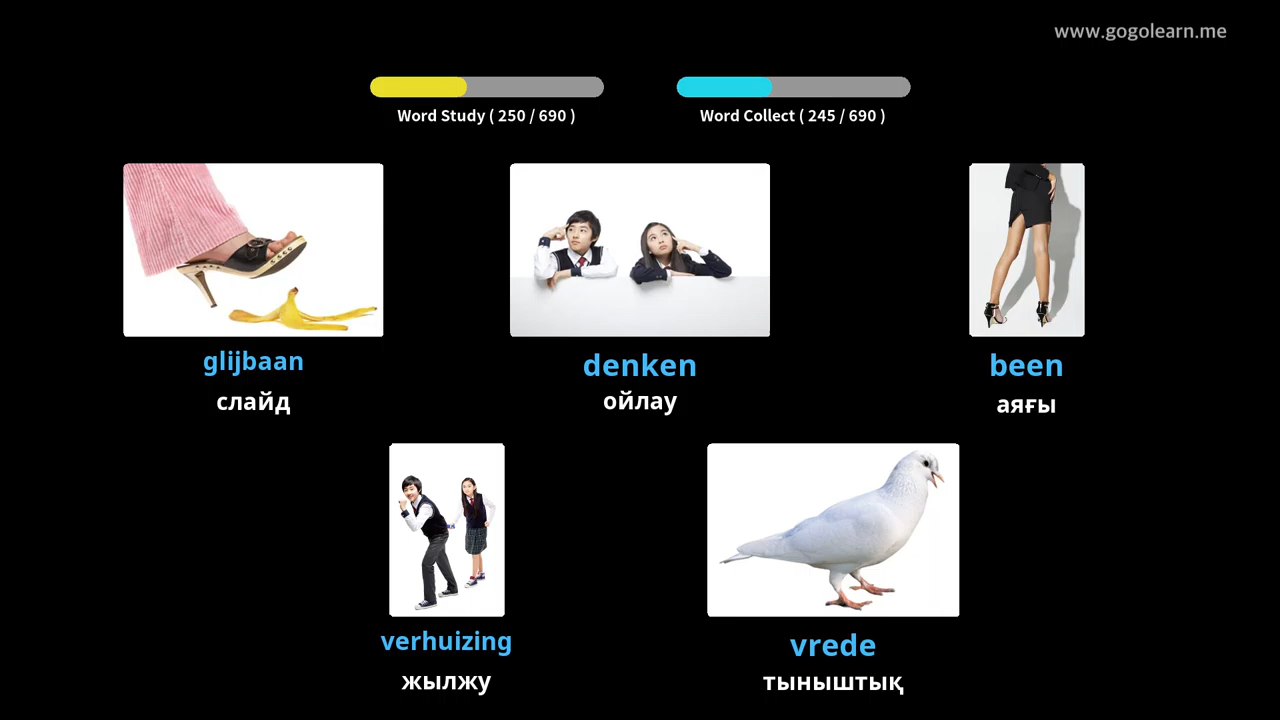 www.gogolearn.me
Word Study ( 250 / 690 )
Word Collect ( 245 / 690 )
glijbaan
слайд
denken
ойлау
been
аяғы
verhuizing
жылжу
vrede
тыныштық